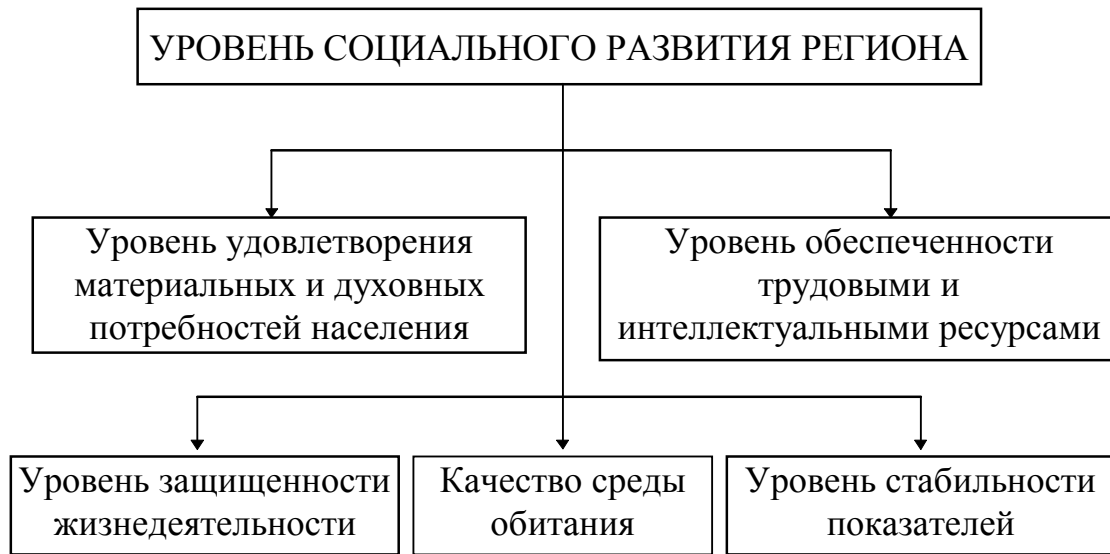 УРОВЕНЬ СОЦИАЛЬНОГО РАЗВИТИЯ РЕГИОНА
Уровень удовлетворения
материальных и духовных
потребностей населения
Уровень обеспеченности
трудовыми и
интеллектуальными ресурсами
Уровень защищенности
жизнедеятельности
Качество среды
обитания
Уровень стабильности
показателей